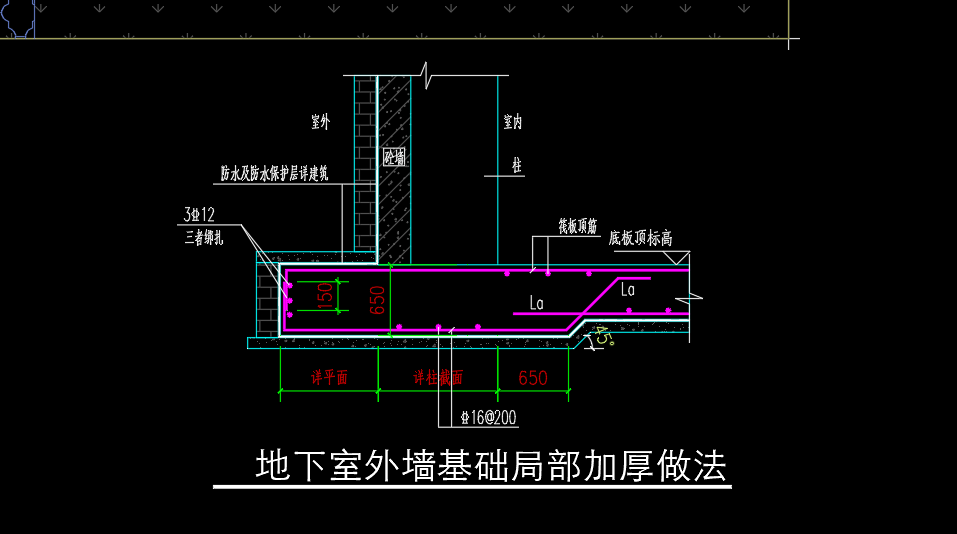 室外
室内
砼墙
柱
防水及防水保护层详建筑
3⌽12
三者绑扎
筏板顶筋
底板顶标高
150
650
La
La
45°
详平面
详柱截面
650
⌽16@200
地下室外墙基础局部加厚做法